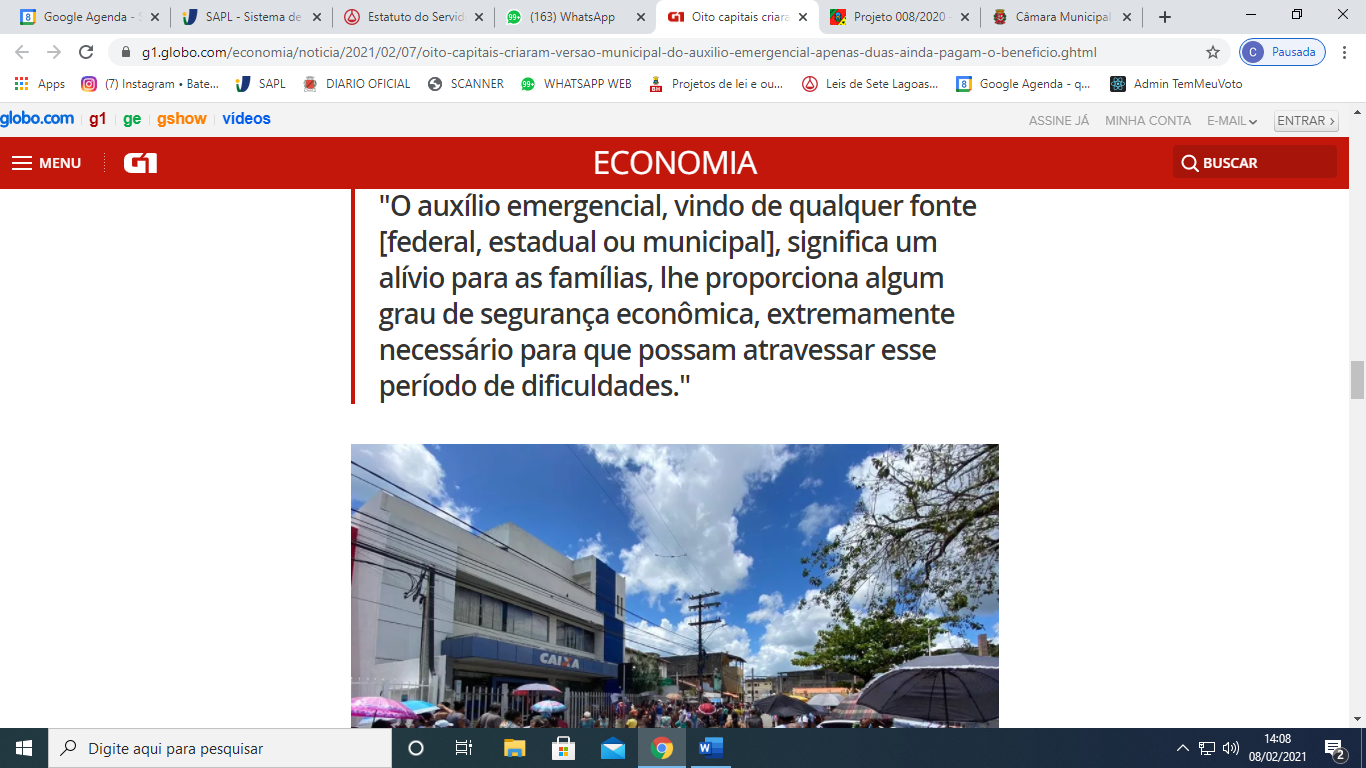 Google Agenda - S
SAPL - Sistema de
Estatuto do Servid
(163) WhatsApp
G1 Oito capitais criara
Projeto 008/2020 -
Câmara Municipal
g1.globo.com/economia/noticia/2021/02/07/oito-capitais-criaram-versao-municipal-do-auxilio-emergencial-apenas-duas-ainda-pagam-o-beneficio.ghtml
C Pausada
Apps
(7) Instagram • Bate...
SAPL
DIARIO OFICIAL
SCANNER
WHATSAPP WEB
Projetos de lei e ou...
Leis de Sete Lagoas...
Google Agenda - q...
Admin TemMeuVoto
globo.com g1 ge gshow vídeos
ASSINE JÁ MINHA CONTA E-MAIL ENTRAR ›
MENU G1 ECONOMIA BUSCAR
"O auxílio emergencial, vindo de qualquer fonte
[federal, estadual ou municipal], significa um
alívio para as famílias, lhe proporciona algum
grau de segurança econômica, extremamente
necessário para que possam atravessar esse
período de dificuldades."
CAIXA
Digite aqui para pesquisar
14:08
08/02/2021
2